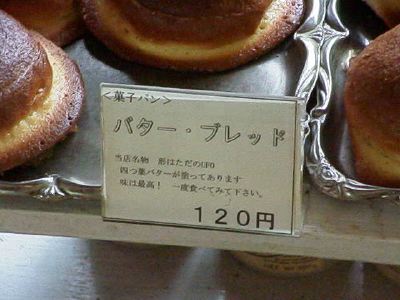 <菓子パン>
バター・ブレッド
当店名物 形はただのUFO
四つ葉バターが塗ってあります
味は最高! 一度食べてみて下さい。
120円